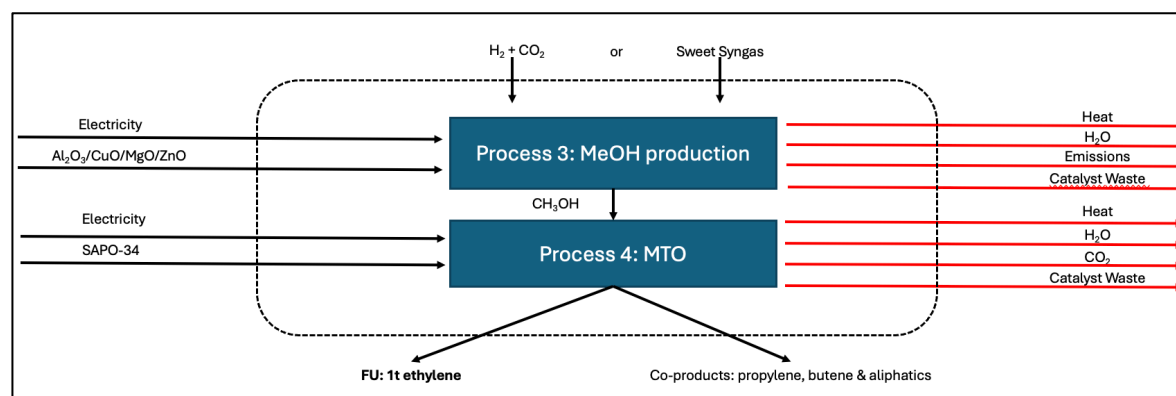 H₂ + CO₂ or Sweet Syngas
Electricity
Al₂O₃/CuO/MgO/ZnO
Process 3: MeOH production
Heat
H₂O
Emissions
Catalyst Waste
CH₃OH
Electricity
SAPO-34
Process 4: MTO
Heat
H₂O
CO₂
Catalyst Waste
FU: 1t ethylene
Co-products: propylene, butene & aliphatics